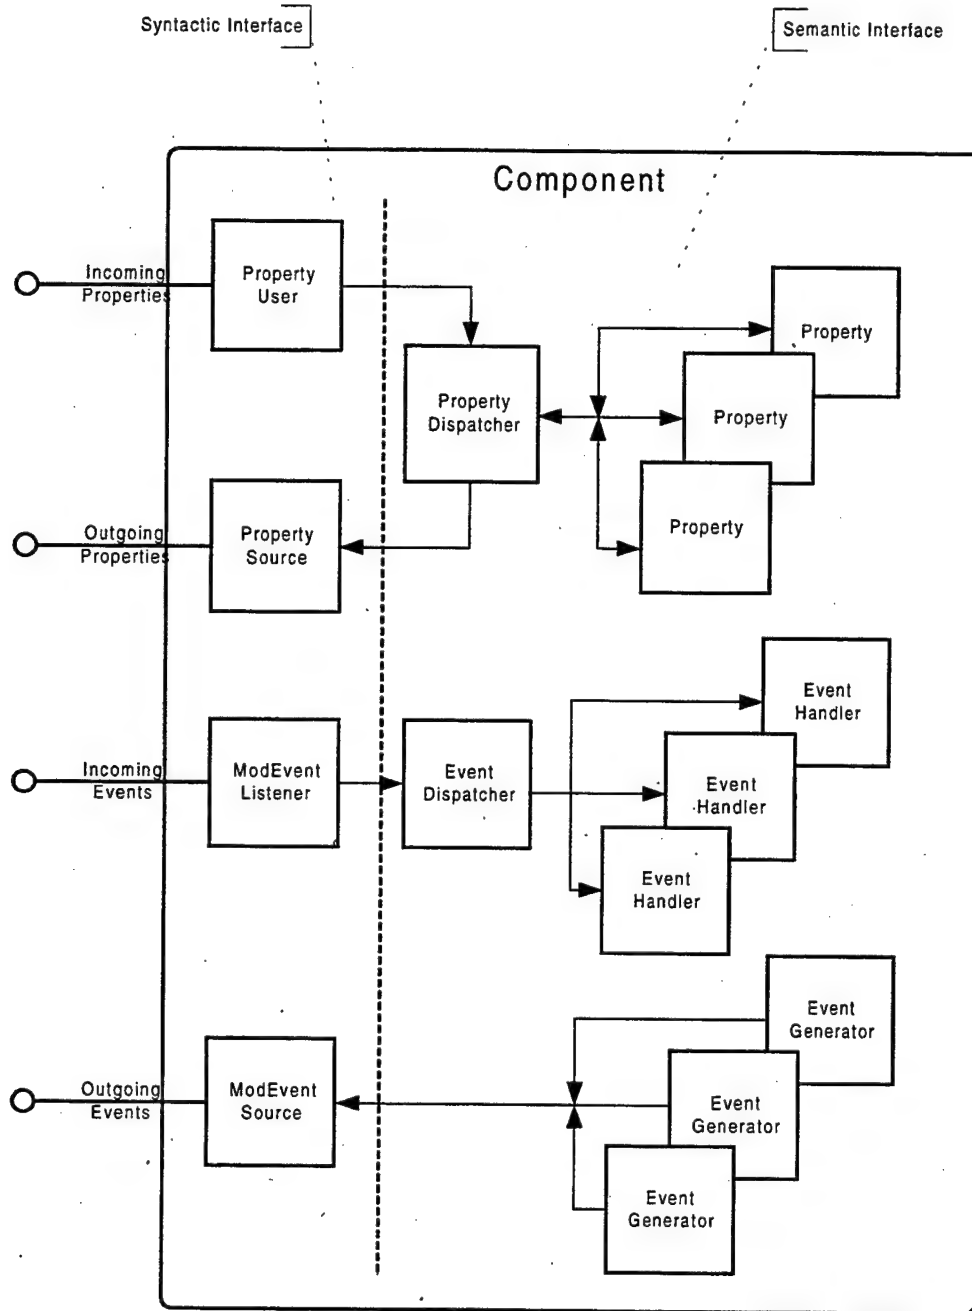 Syntactic Interface
Semantic Interface
Component
Incoming
Properties
Property
User
Property
Dispatcher
Property
Property
Property
Outgoing
Properties
Property
Source
Incoming
Events
ModEvent
Listener
Event
Dispatcher
Event
Handler
Event
Handler
Event
Handler
Outgoing
Events
ModEvent
Source
Event
Generator
Event
Generator
Event
Generator